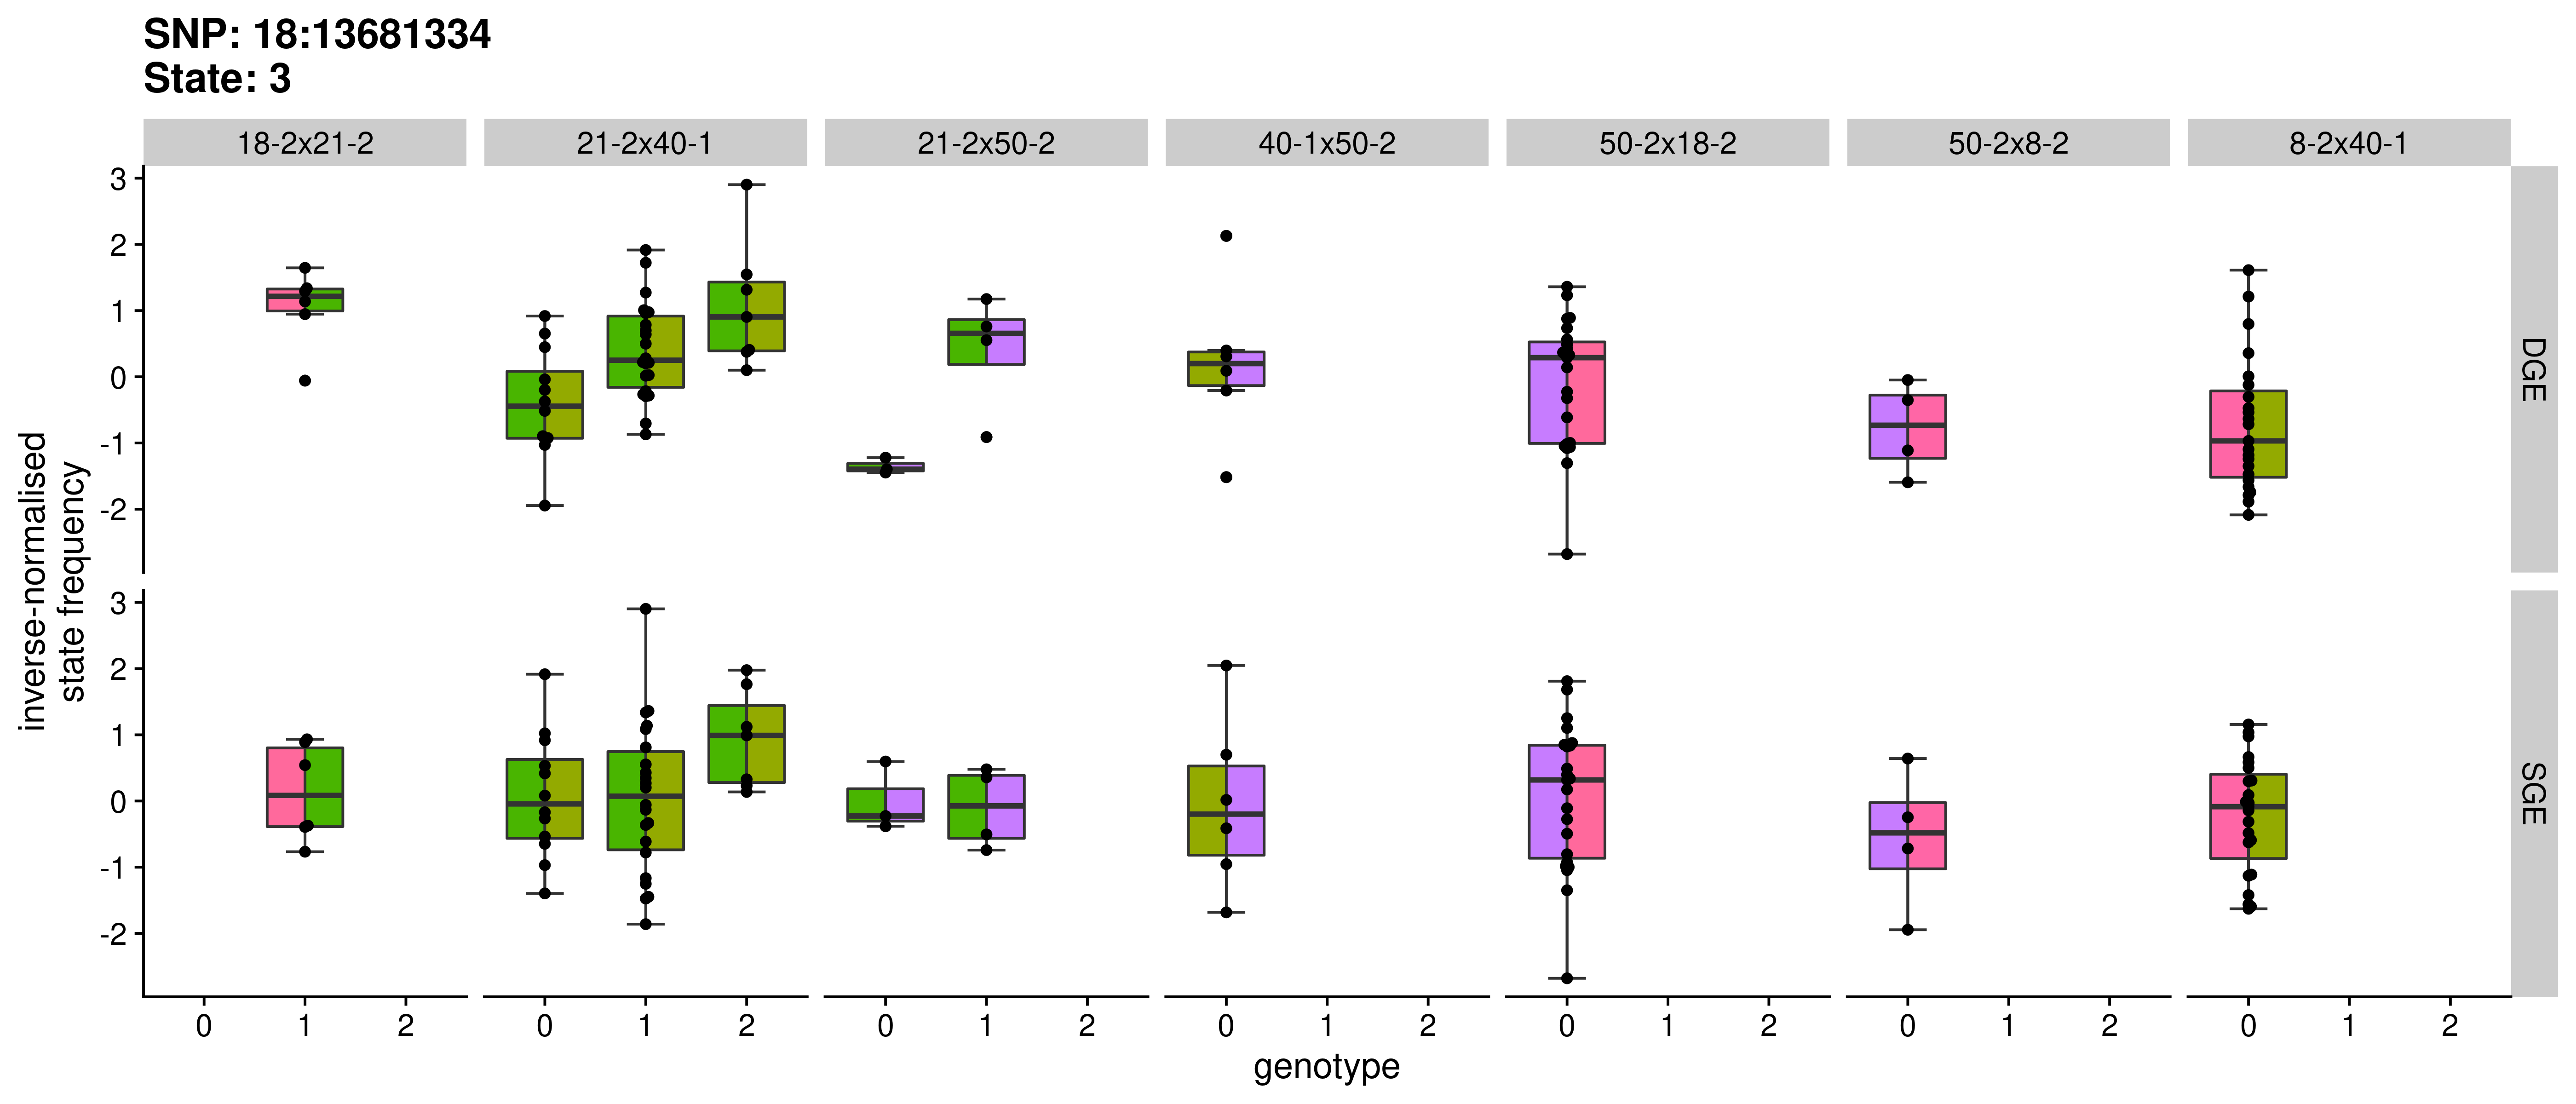 SNP: 18:13681334
State: 3
18-2x21-2 21-2x40-1 21-2x50-2 40-1x50-2 50-2x18-2 50-2x8-2 8-2x40-1
3
2
1
0
-1
-2
DGE
inverse-normalised
state frequency
3
2
1
0
-1
-2
SGE
0 1 2 0 1 2 0 1 2 0 1 2 0 1 2 0 1 2 0 1 2
genotype